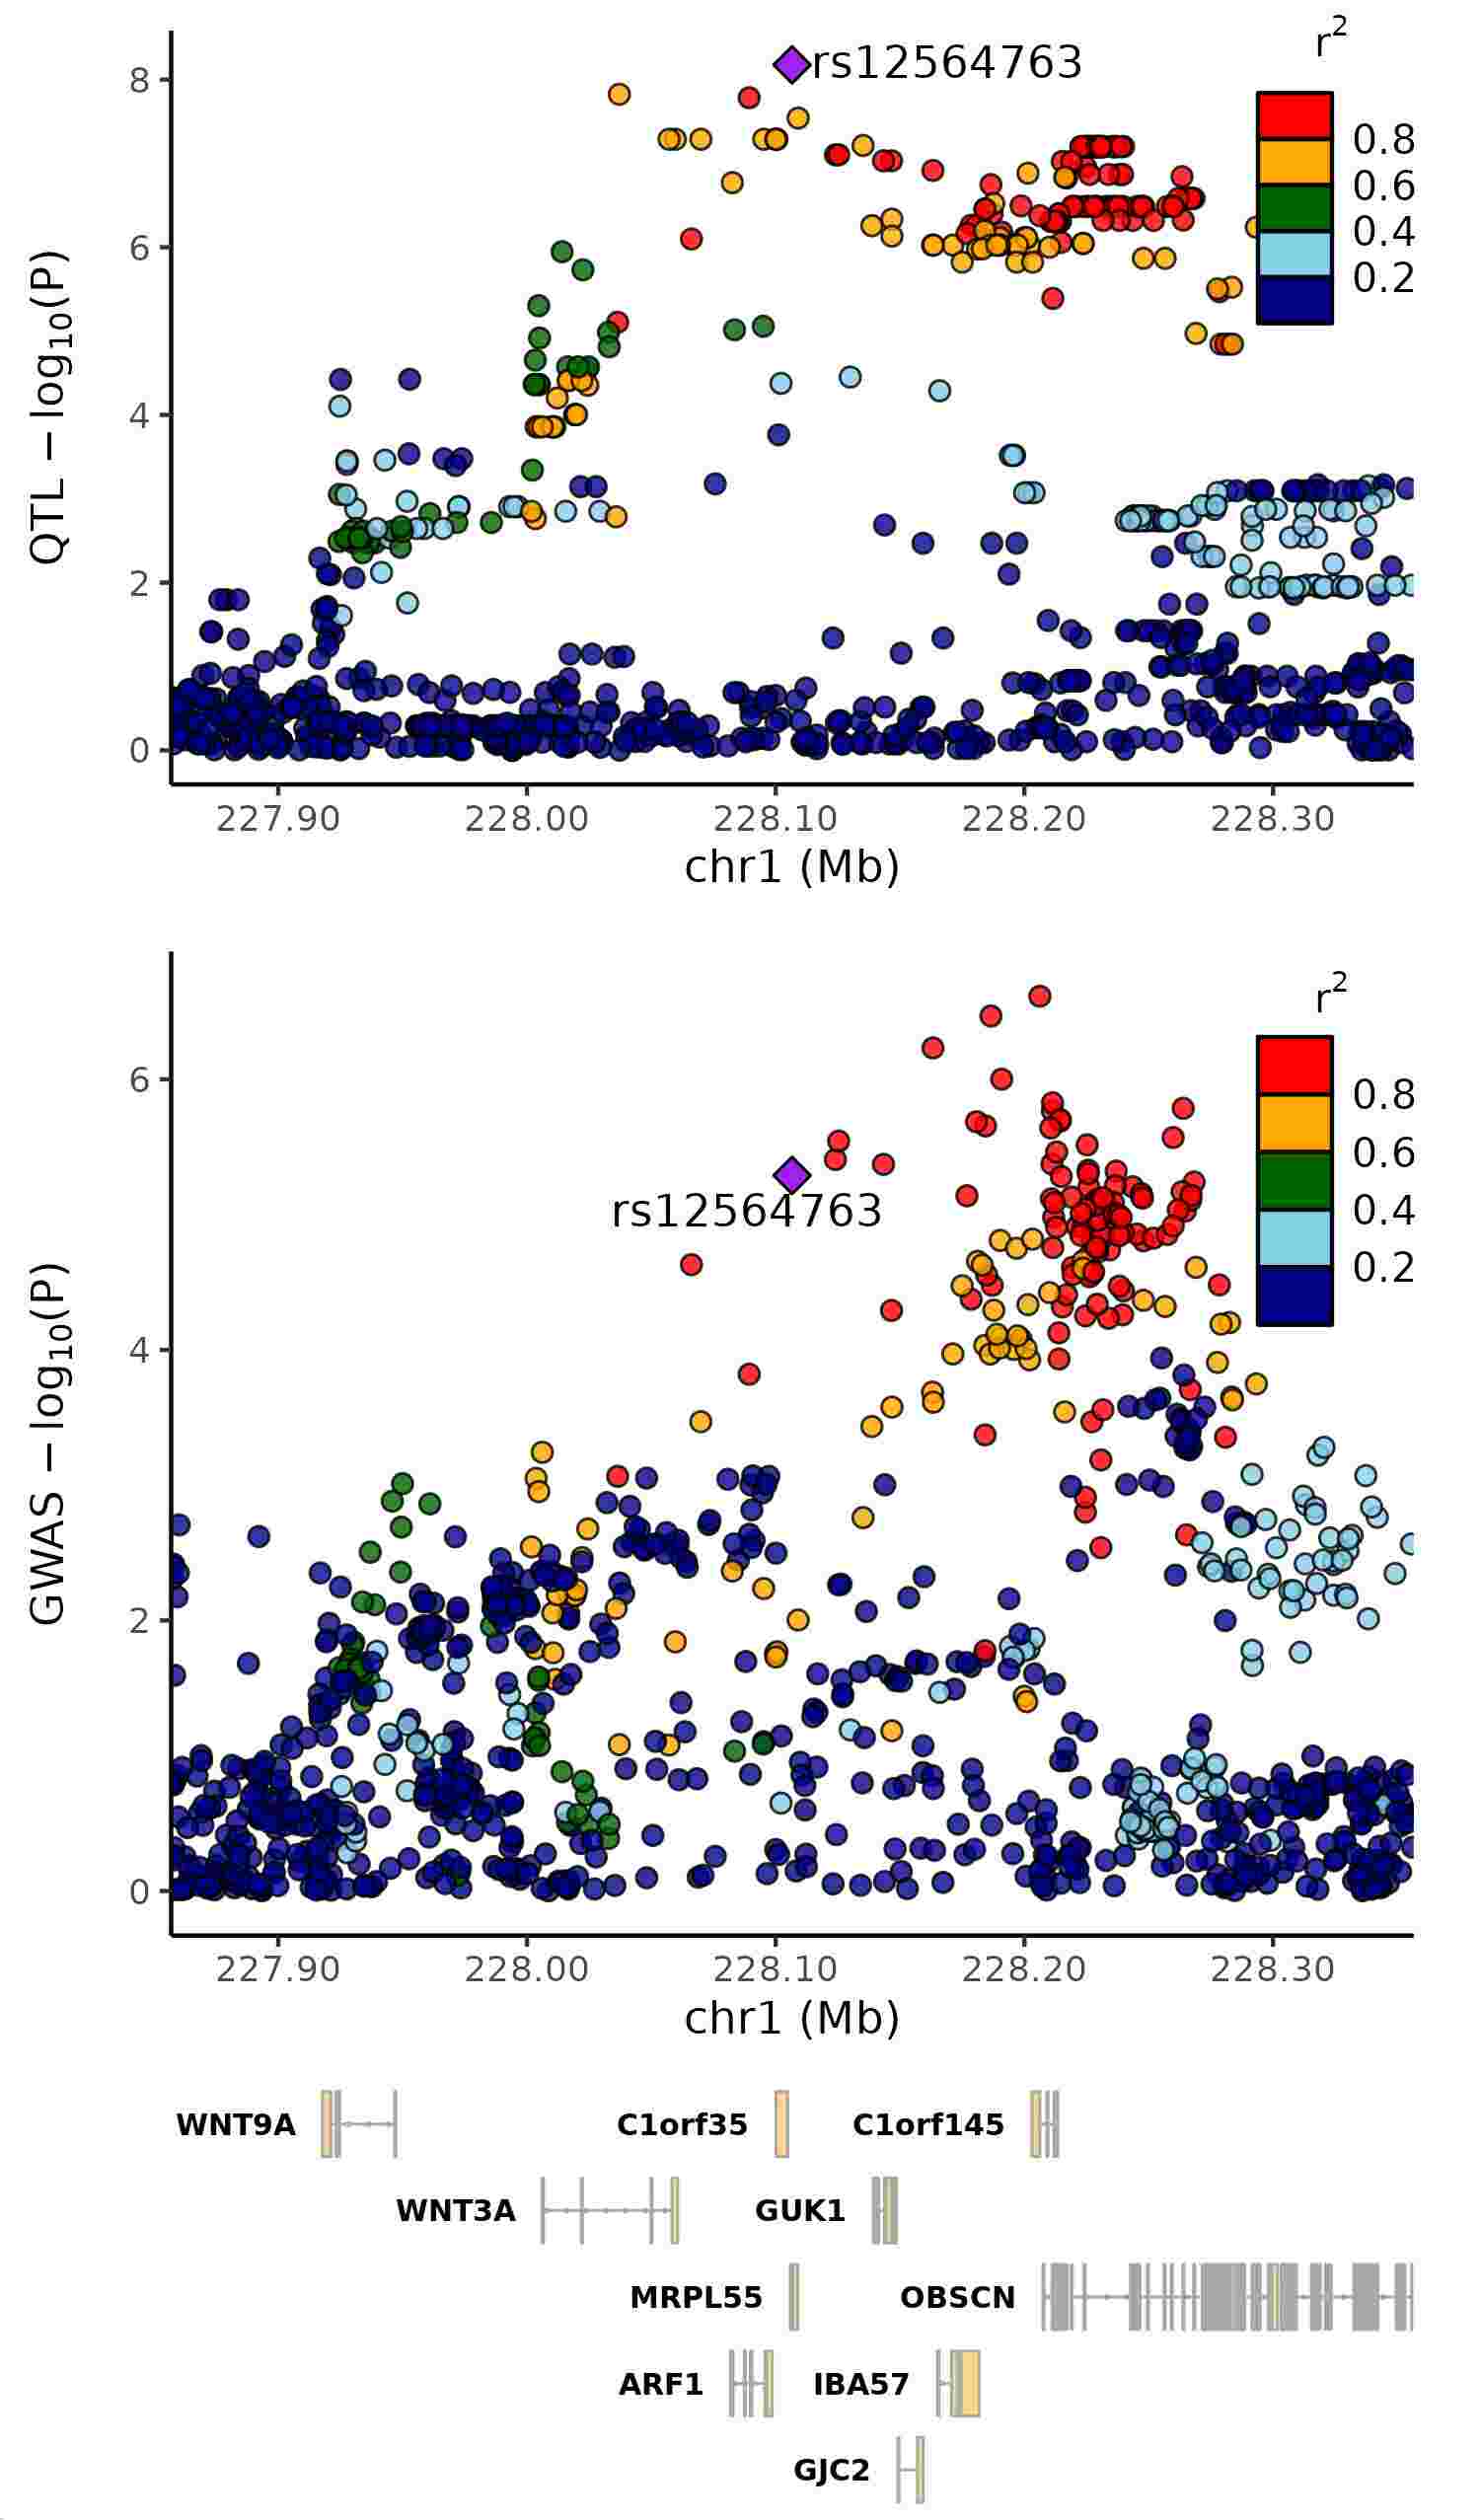 r²
rs12564763
8
6
4
2
0
0.8
0.6
0.4
0.2
QTL − log₁₀(P)
227.90 228.00 228.10 228.20 228.30
chr1 (Mb)
r²
6
4
2
0
0.8
0.6
0.4
0.2
rs12564763
GWAS − log₁₀(P)
227.90 228.00 228.10 228.20 228.30
chr1 (Mb)
WNT9A C1orf35 C1orf145
WNT3A GUK1
MRPL55 OBSCN
ARF1 IBA57
GJC2